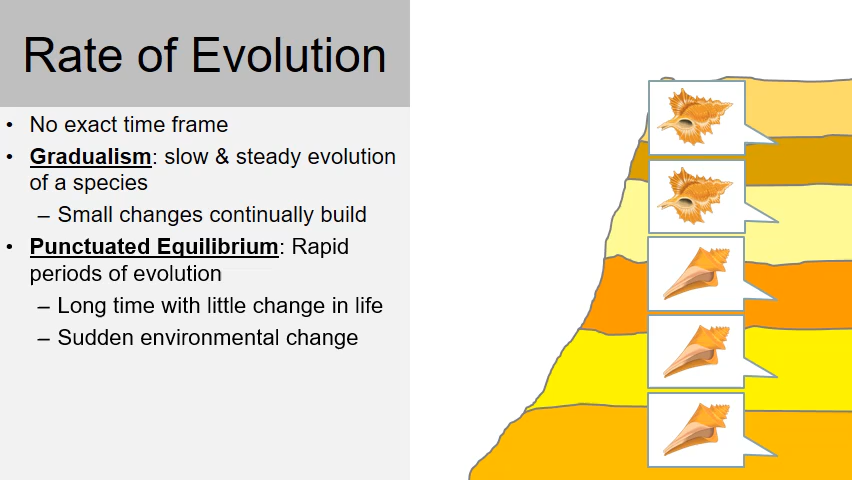 Rate of Evolution
• No exact time frame
• Gradualism: slow & steady evolution
of a species
– Small changes continually build
• Punctuated Equilibrium: Rapid
periods of evolution
– Long time with little change in life
– Sudden environmental change